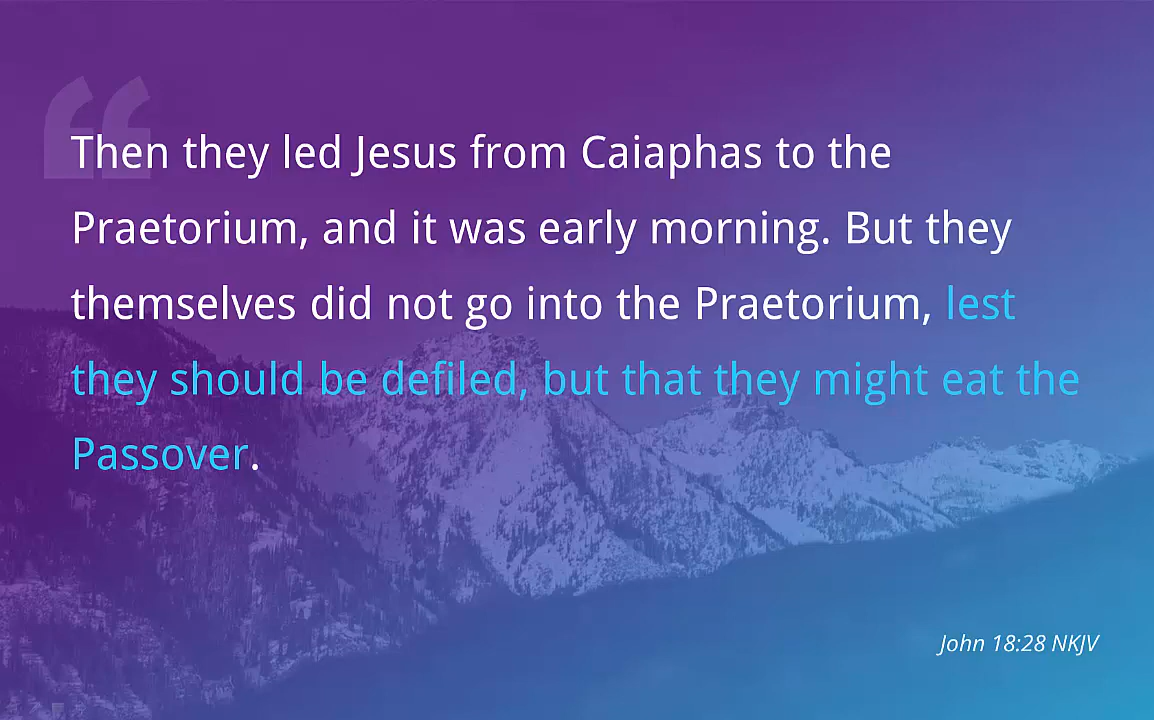 “
Then they led Jesus from Caiaphas to the
Praetorium, and it was early morning. But they
themselves did not go into the Praetorium, lest
they should be defiled, but that they might eat the
Passover.
John 18:28 NKJV